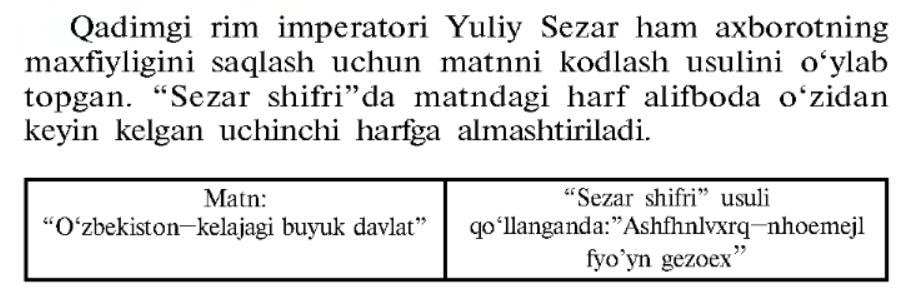 Qadimgi rim imperatori Yuliy Sezar ham axborotning
maxfiyligini saqlash uchun matnni kodlash usulini o‘ylab
topgan. “Sezar shifri”da matndagi harf alifboda o‘zidan
keyin kelgan uchinchi harfga almashtiriladi.
Matn:
“O‘zbekiston—kelajagi buyuk davlat”
“Sezar shifri” usuli
qo‘llanganda:”Ashfhnlvxrq—nhoemejl
fyo’yn gezoex”